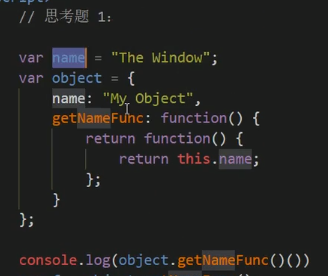 // 思考题 1:
var name = "The Window";
var object = {
name: "My Object",
getNameFunc: function() {
return function() {
return this.name;
};
}
};
console.log(object.getNameFunc()())